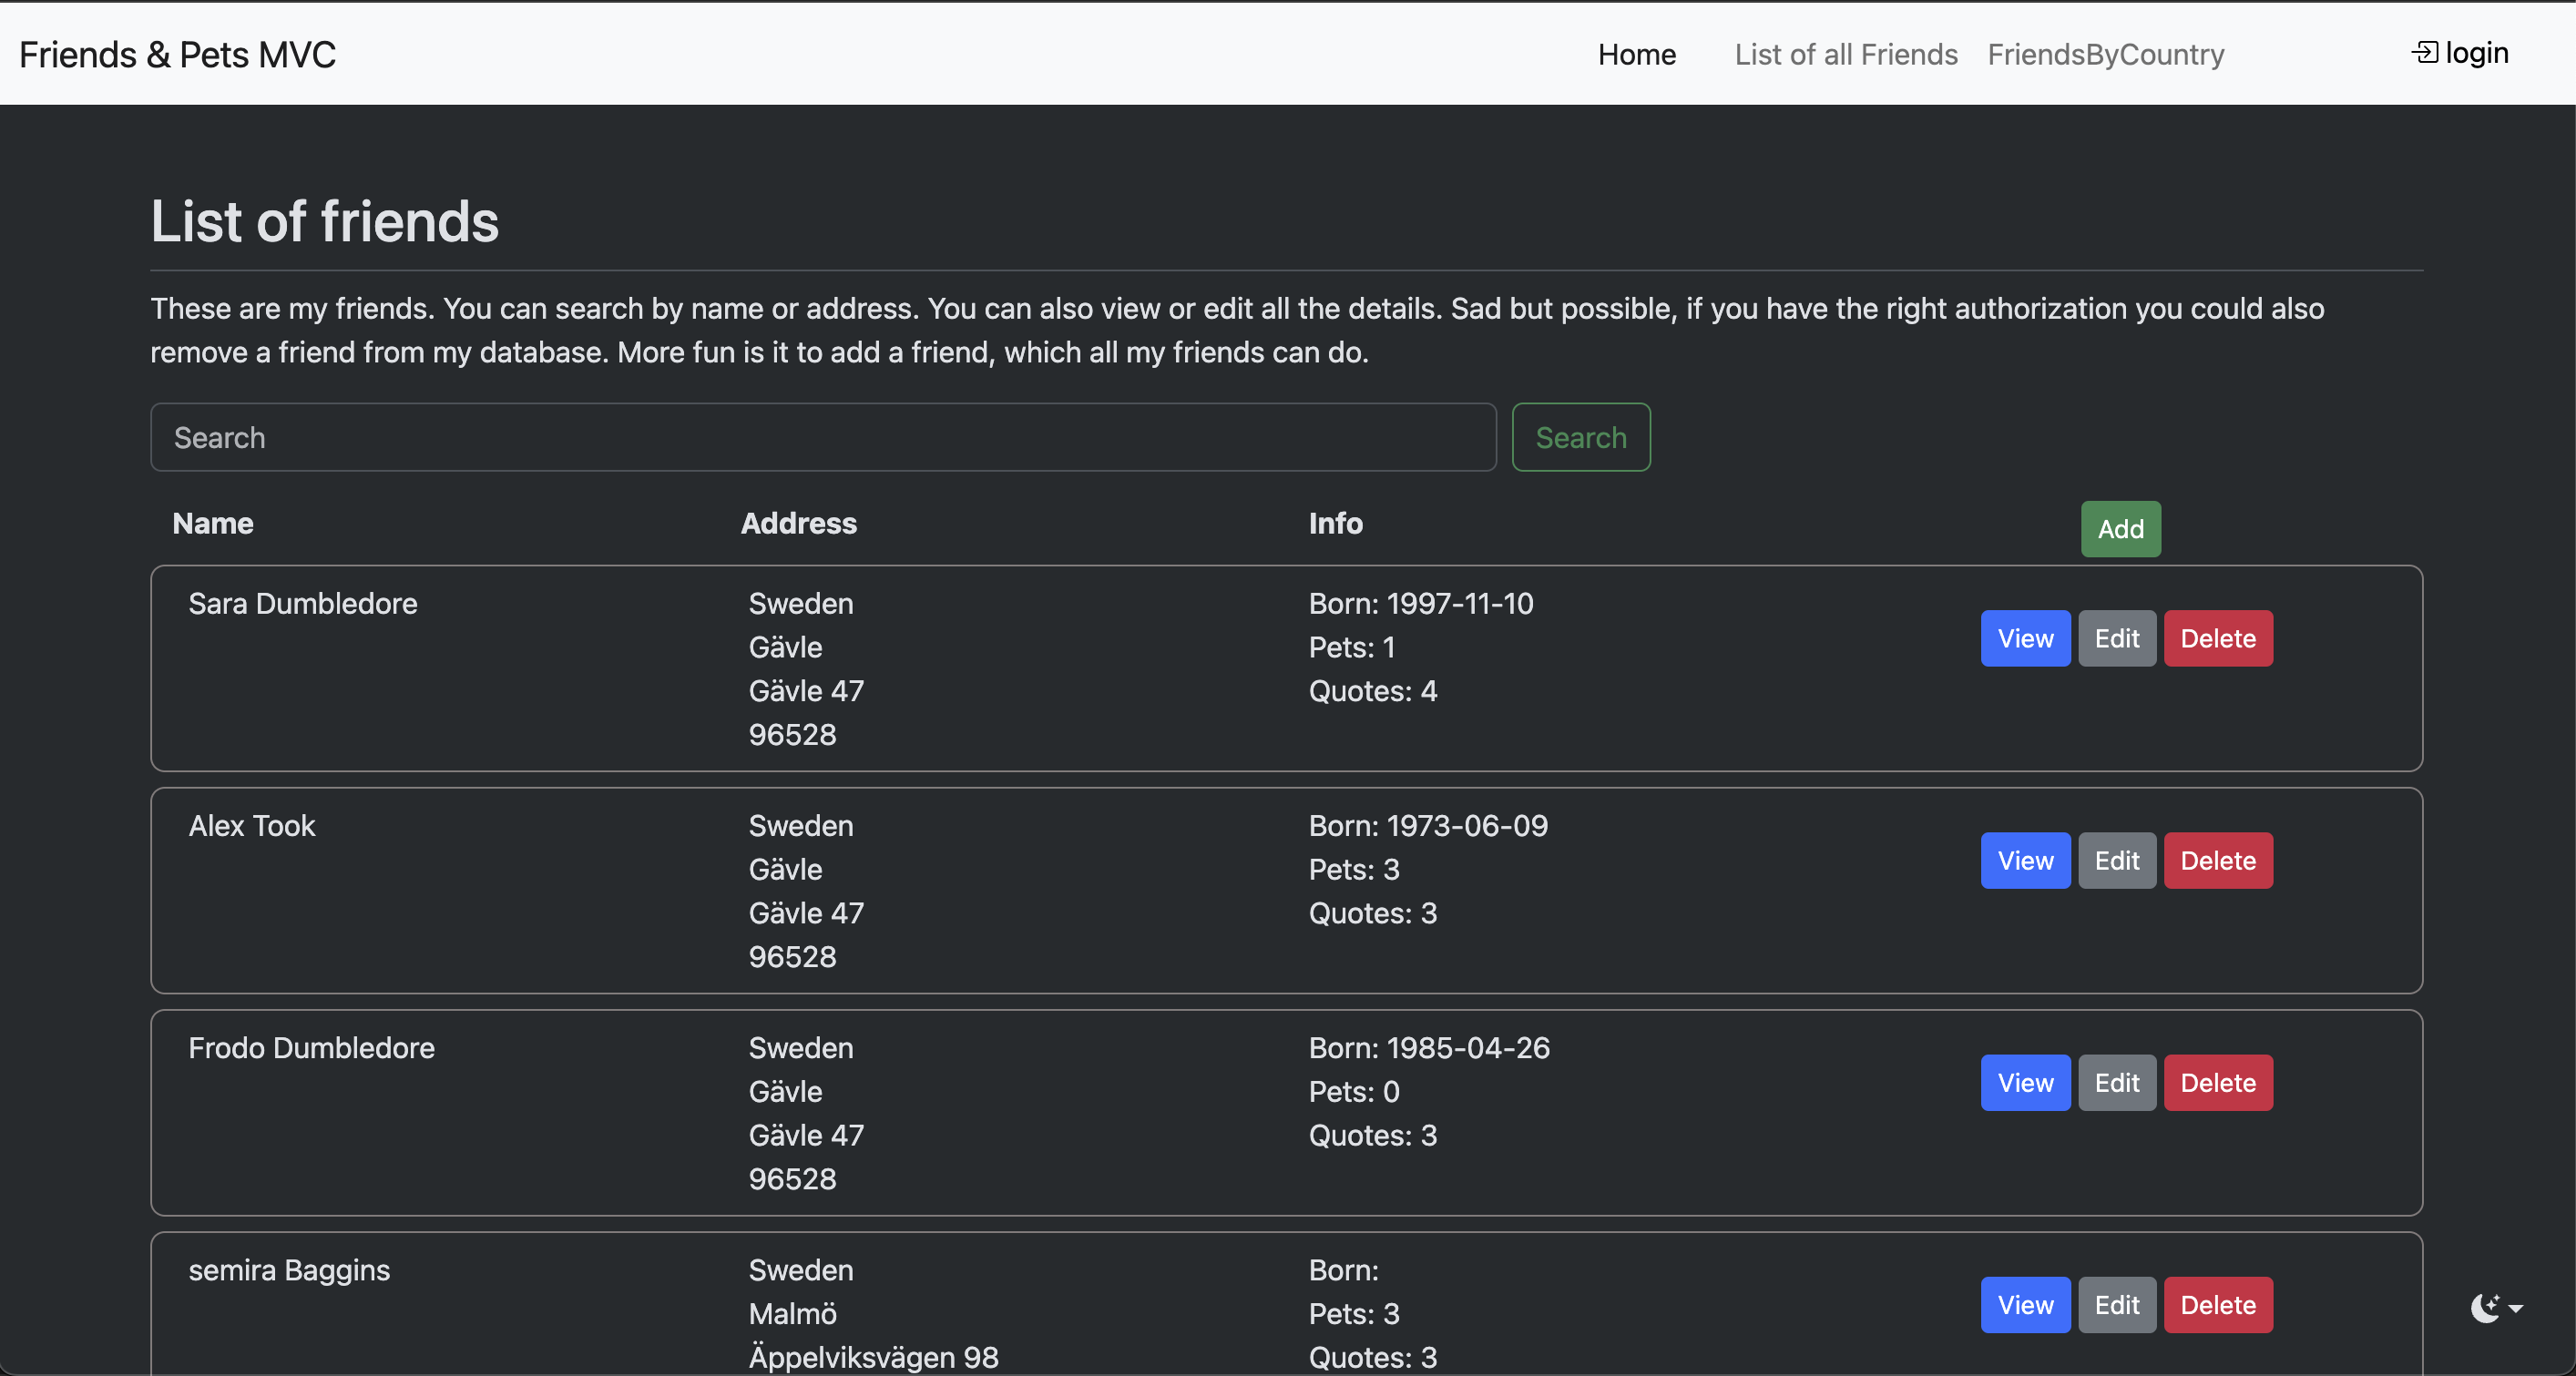 Friends & Pets MVC
Home List of all Friends FriendsByCountry login
List of friends
These are my friends. You can search by name or address. You can also view or edit all the details. Sad but possible, if you have the right authorization you could also
remove a friend from my database. More fun is it to add a friend, which all my friends can do.
Search Search
Name Address Info Add
Sara Dumbledore Sweden Born: 1997-11-10
Gävle Pets: 1 View Edit Delete
Gävle 47 Quotes: 4
96528
Alex Took Sweden Born: 1973-06-09
Gävle Pets: 3 View Edit Delete
Gävle 47 Quotes: 3
96528
Frodo Dumbledore Sweden Born: 1985-04-26
Gävle Pets: 0 View Edit Delete
Gävle 47 Quotes: 3
96528
semira Baggins Sweden Born:
Malmö Pets: 3 View Edit Delete
Äppelviksvägen 98 Quotes: 3